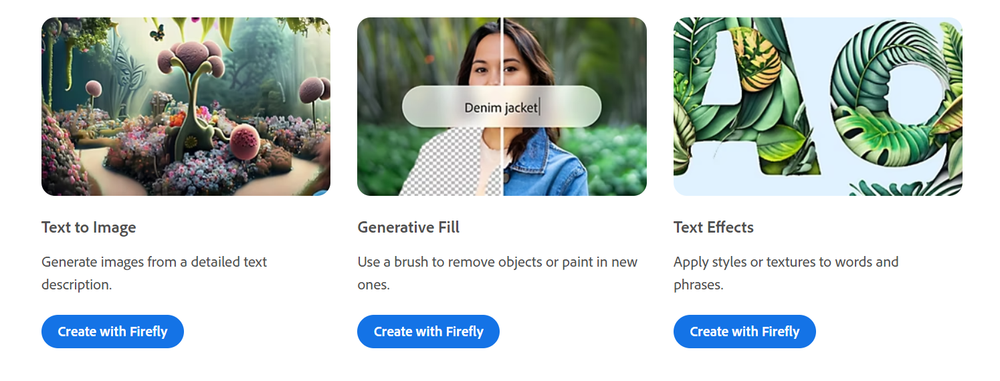 Denim jacket
Text to Image
Generate images from a detailed text
description.
Create with Firefly
Generative Fill
Use a brush to remove objects or paint in new
ones.
Create with Firefly
Text Effects
Apply styles or textures to words and
phrases.
Create with Firefly